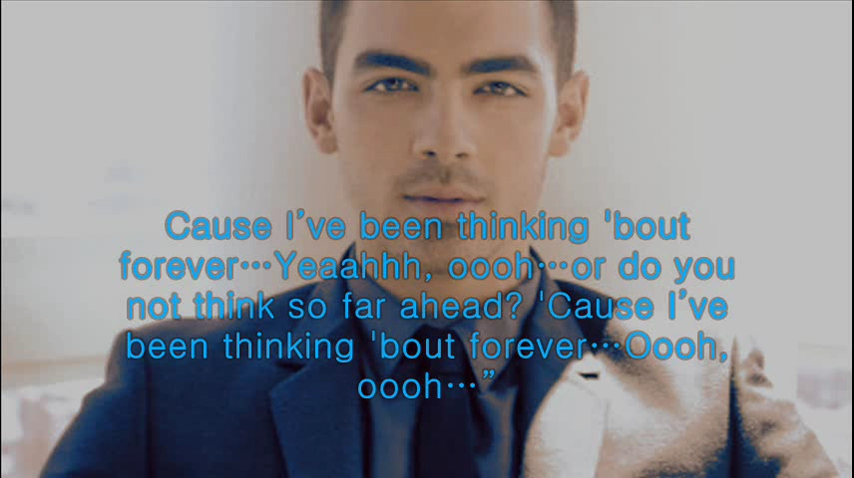 Cause I’ve been thinking 'bout
forever…Yeaahhh, oooh…or do you
not think so far ahead? 'Cause I’ve
been thinking 'bout forever…Oooh,
oooh…”